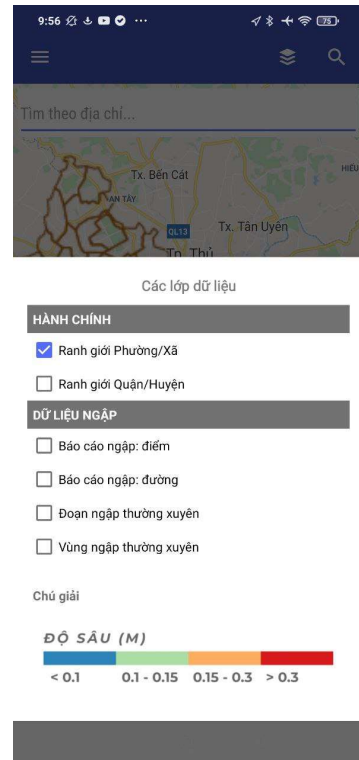 9:56
75
Tìm theo địa chỉ...
Tx. Bến Cát
HIẾU
AN TÂY
QL13
Tx. Tân Uyên
Tp. Thủ
Các lớp dữ liệu
HÀNH CHÍNH
Ranh giới Phường/Xã
Ranh giới Quận/Huyện
DỮ LIỆU NGẬP
Báo cáo ngập: điểm
Báo cáo ngập: đường
Đoạn ngập thường xuyên
Vùng ngập thường xuyên
Chú giải
ĐỘ SÂU (M)
< 0.1 0.1 - 0.15 0.15 - 0.3 > 0.3